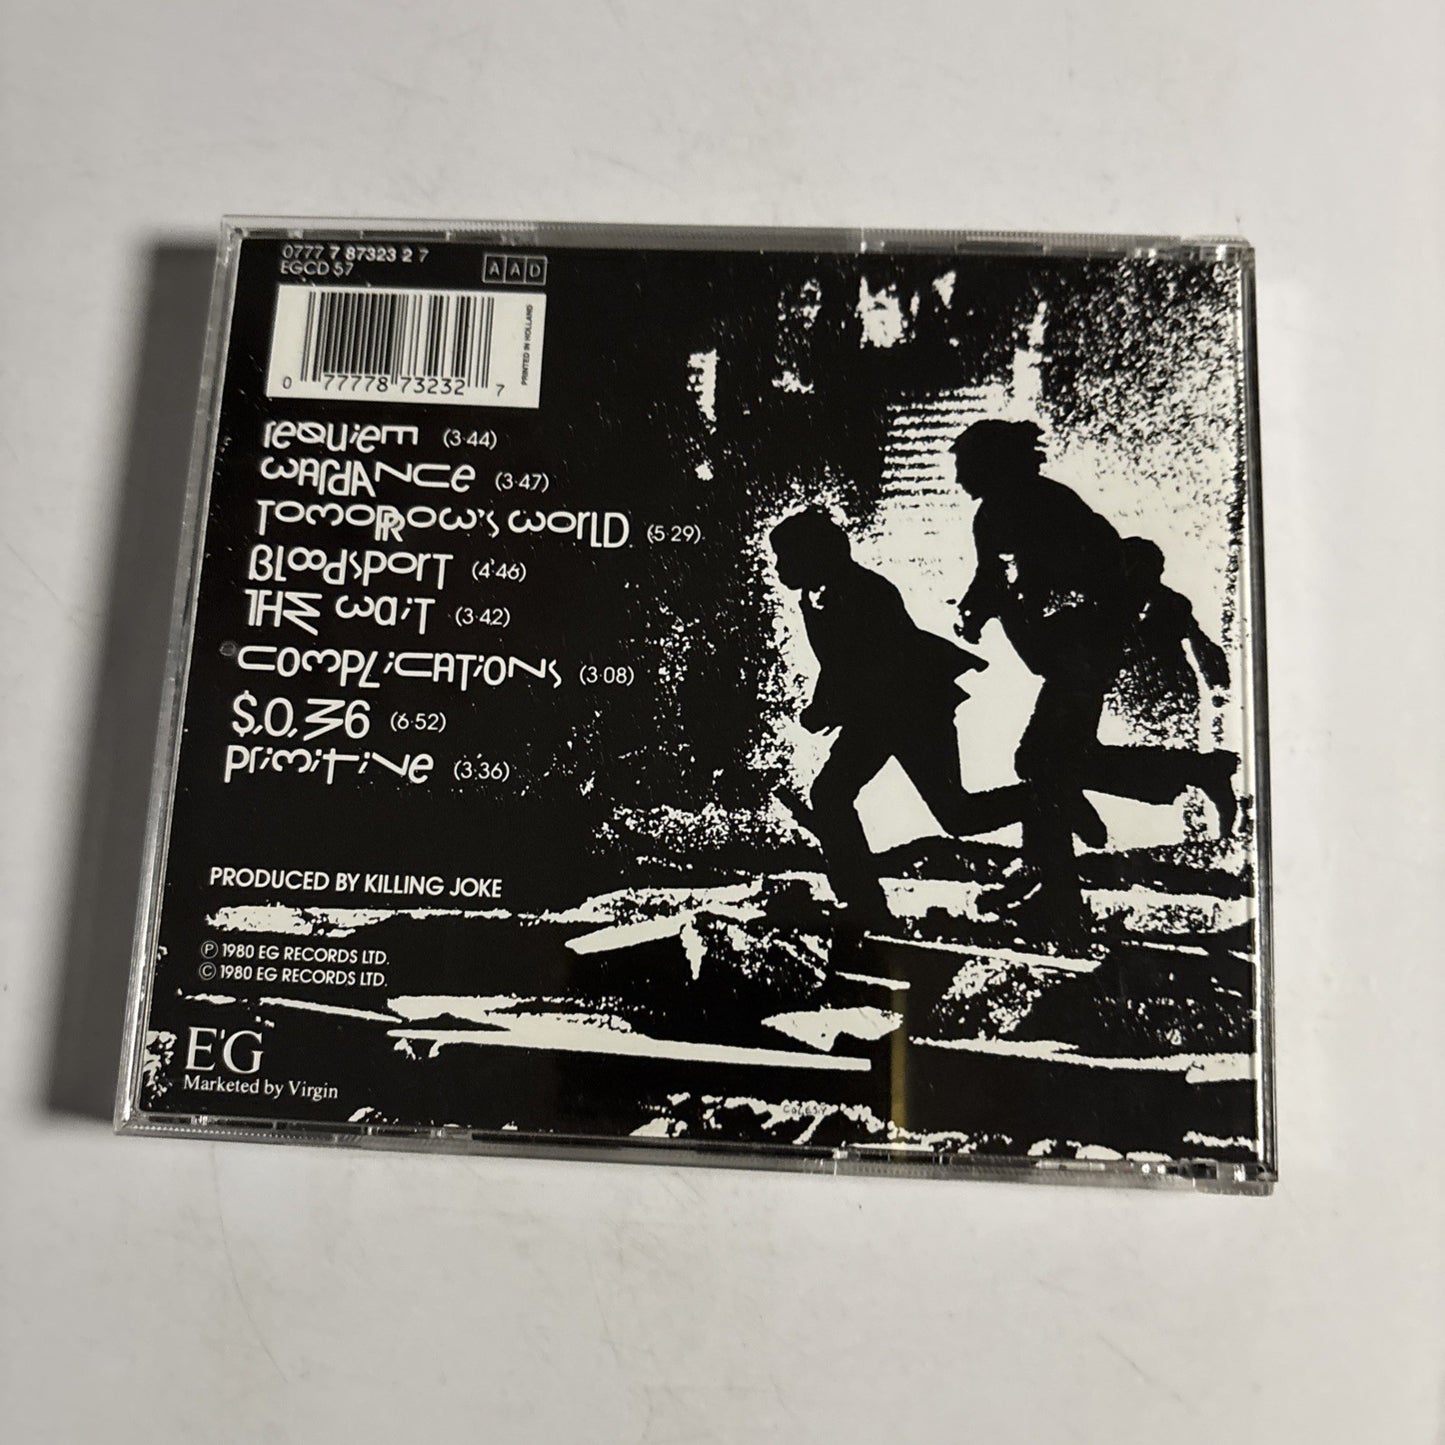 0777 7 87323 2 7
EGCD 57
AAD
PRINTED IN HOLLAND
0 77778 73232 7
REQUIEM (3·44)
WARDANCE (3·47)
TOMORROW'S WORLD (5·29)
BLOODSPORT (4·46)
THE WAIT (3·42)
COMPLICATIONS (3·08)
$,O,36 (6·52)
PRIMITIVE (3·36)
PRODUCED BY KILLING JOKE
℗ 1980 EG RECORDS LTD.
© 1980 EG RECORDS LTD.
E'G
Marketed by Virgin